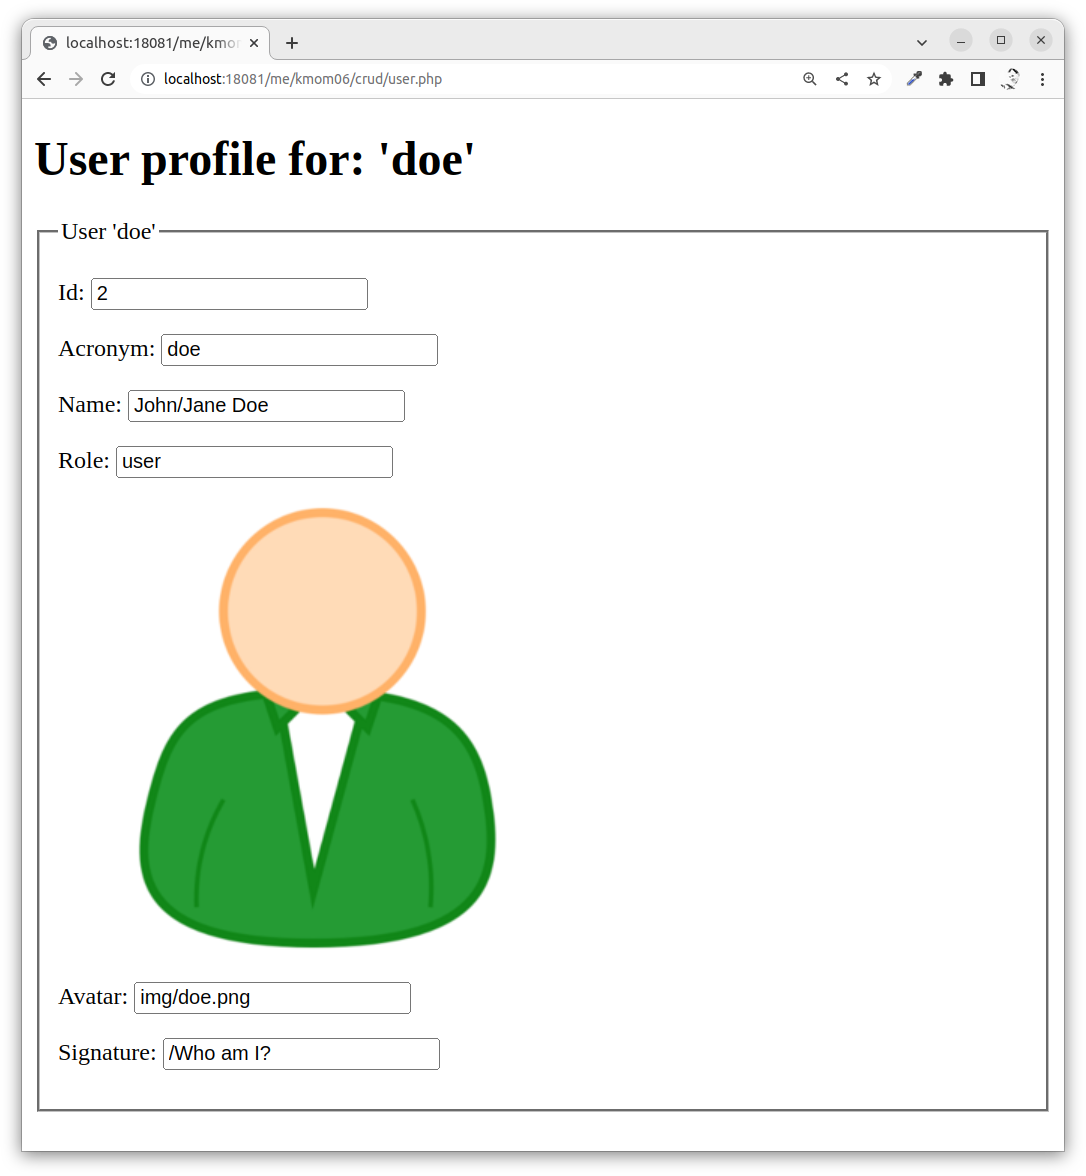 localhost:18081/me/kmom
localhost:18081/me/kmom06/crud/user.php
User profile for: 'doe'
User 'doe'
Id: 2
Acronym: doe
Name: John/Jane Doe
Role: user
Avatar: img/doe.png
Signature: /Who am I?